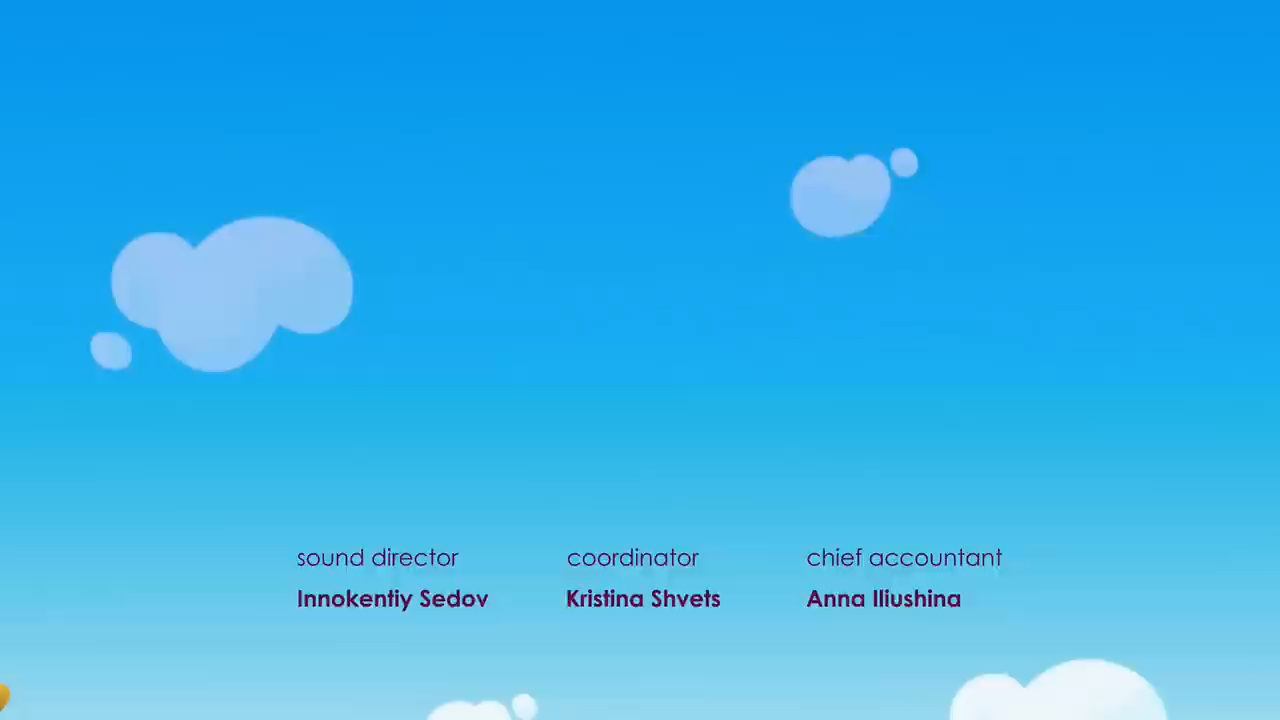 sound director coordinator chief accountant
Innokentiy Sedov Kristina Shvets Anna Iliushina